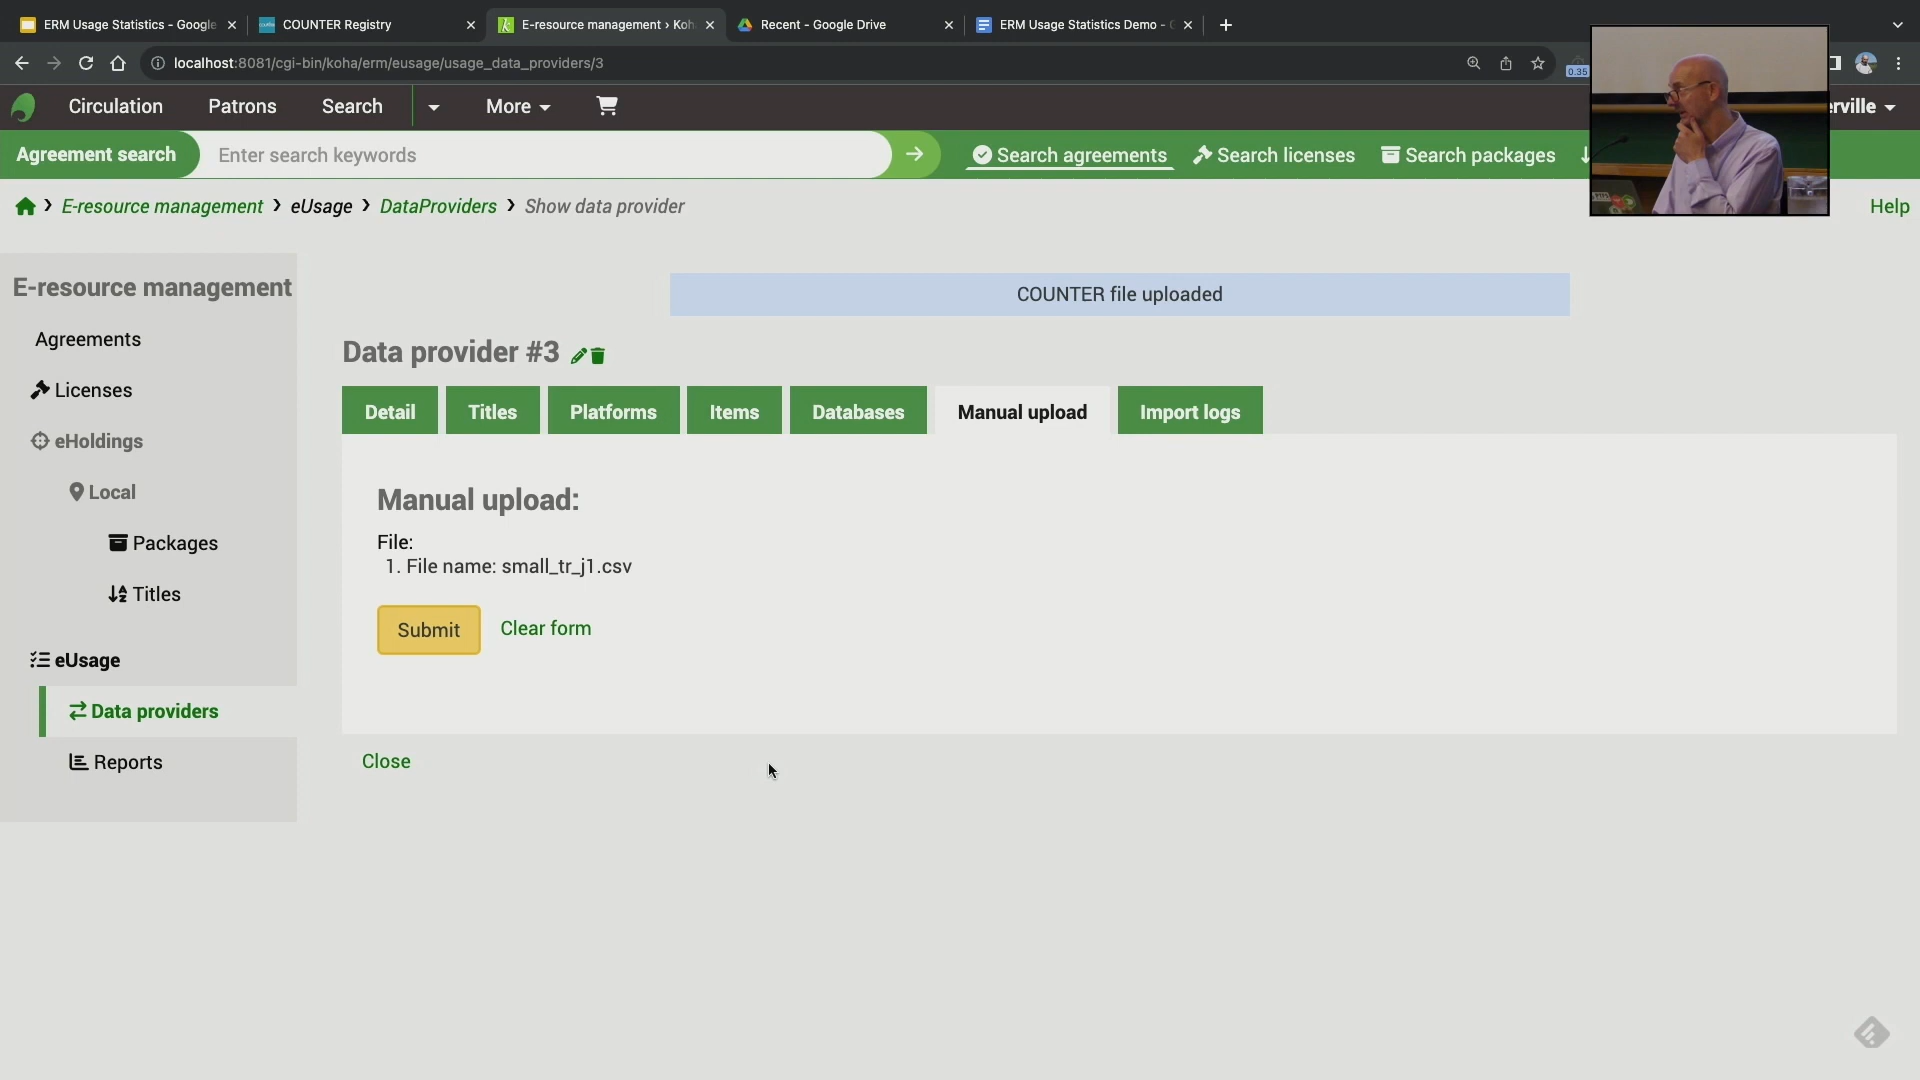 ERM Usage Statistics - Google
COUNTER Registry
E-resource management › Koh
Recent - Google Drive
ERM Usage Statistics Demo -
localhost:8081/cgi-bin/koha/erm/eusage/usage_data_providers/3
0.35
Circulation
Patrons
Search
More
erville
Agreement search
Enter search keywords
Search agreements
Search licenses
Search packages
E-resource management
eUsage
DataProviders
Show data provider
Help
E-resource management
Agreements
Licenses
eHoldings
Local
Packages
Titles
eUsage
Data providers
Reports
COUNTER file uploaded
Data provider #3
Detail
Titles
Platforms
Items
Databases
Manual upload
Import logs
Manual upload:
File:
1. File name: small_tr_j1.csv
Submit
Clear form
Close